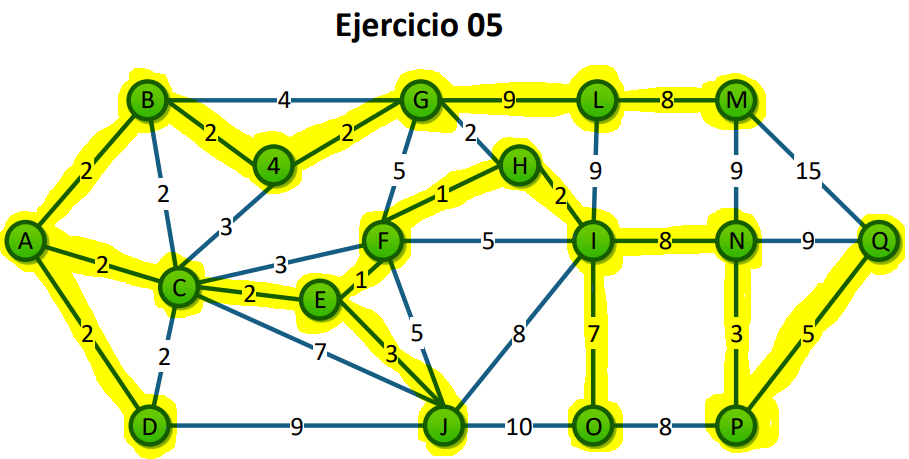 Ejercicio 05
B 4 G 9 L 8 M
2 2 2 2
4 H
2 5 1 9 9 15
3 2
A F 5 I 8 N 9 Q
2 3
C 2 E 1
2 5 8 7 3 5
2 7 3
D 9 J 10 O 8 P